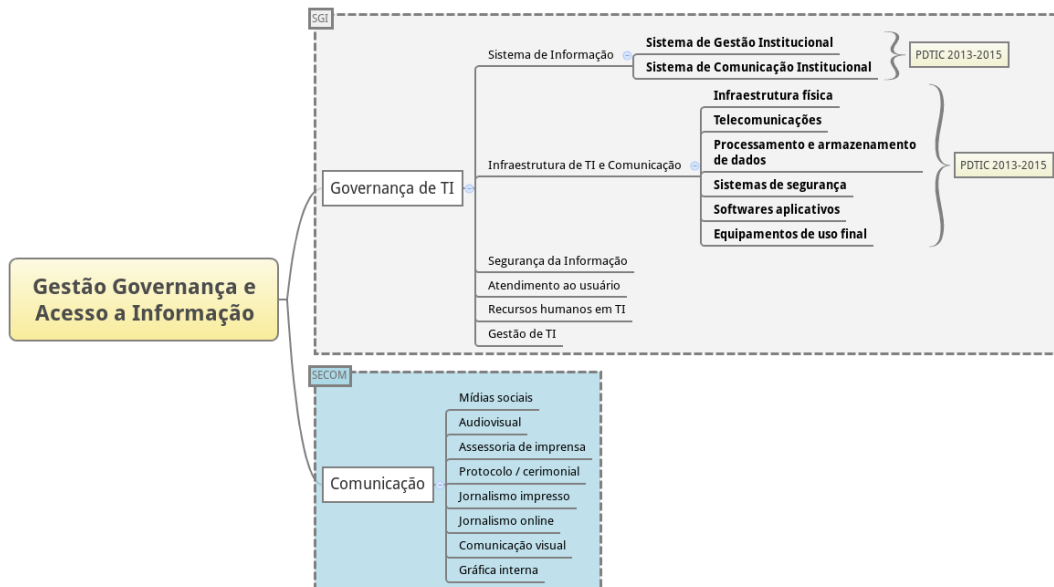 SGI
Sistema de Informação
Sistema de Gestão Institucional
Sistema de Comunicação Institucional
PDTIC 2013-2015
Infraestrutura de TI e Comunicação
Infraestrutura física
Telecomunicações
Processamento e armazenamento
de dados
Sistemas de segurança
Softwares aplicativos
Equipamentos de uso final
PDTIC 2013-2015
Governança de TI
Segurança da Informação
Atendimento ao usuário
Recursos humanos em TI
Gestão de TI
Gestão Governança e
Acesso a Informação
SECOM
Comunicação
Mídias sociais
Audiovisual
Assessoria de imprensa
Protocolo / cerimonial
Jornalismo impresso
Jornalismo online
Comunicação visual
Gráfica interna